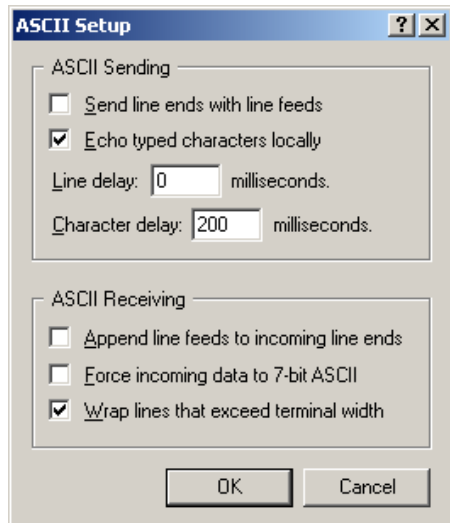 ASCII Setup
ASCII Sending
Send line ends with line feeds
Echo typed characters locally
Line delay: 0 milliseconds.
Character delay: 200 milliseconds.
ASCII Receiving
Append line feeds to incoming line ends
Force incoming data to 7-bit ASCII
Wrap lines that exceed terminal width
OK Cancel